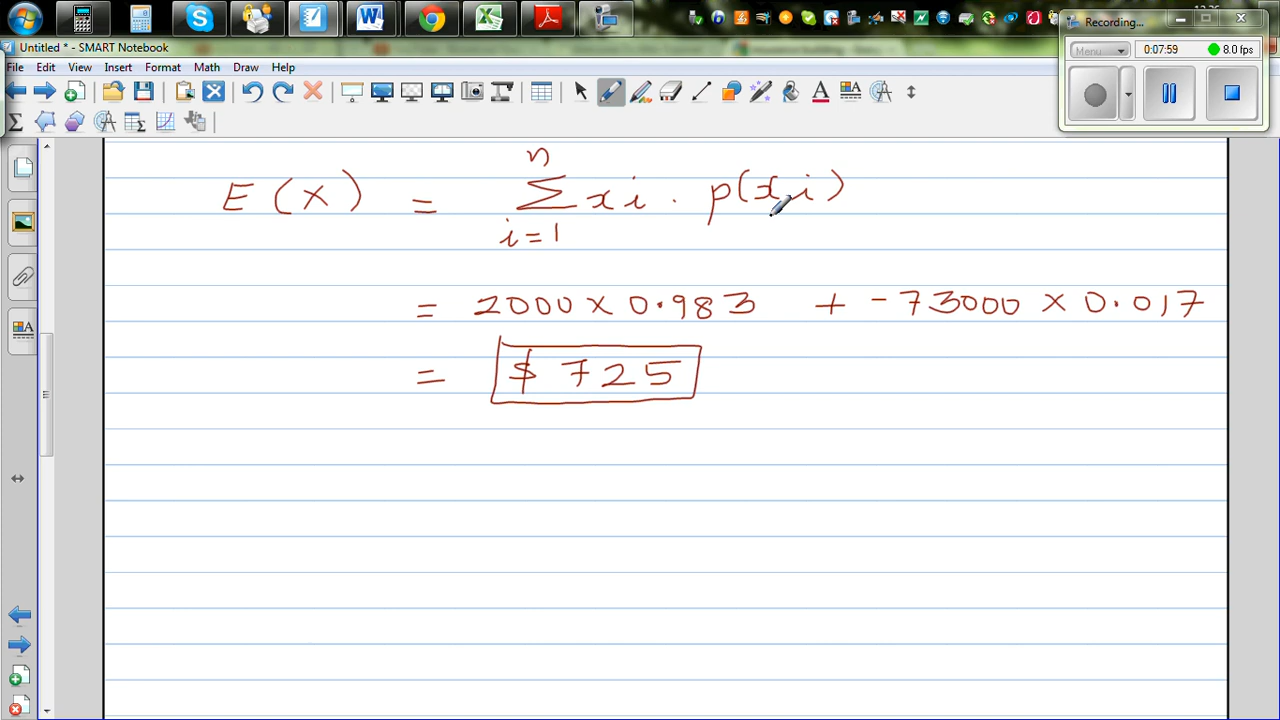 Untitled * - SMART Notebook
Recording...
Menu
0:07:59
8.0 fps
File Edit View Insert Format Math Draw Help
E (X) = n Σ i=1 xi . p(xi)
= 2000 × 0.983 + -73000 × 0.017
= $ 725